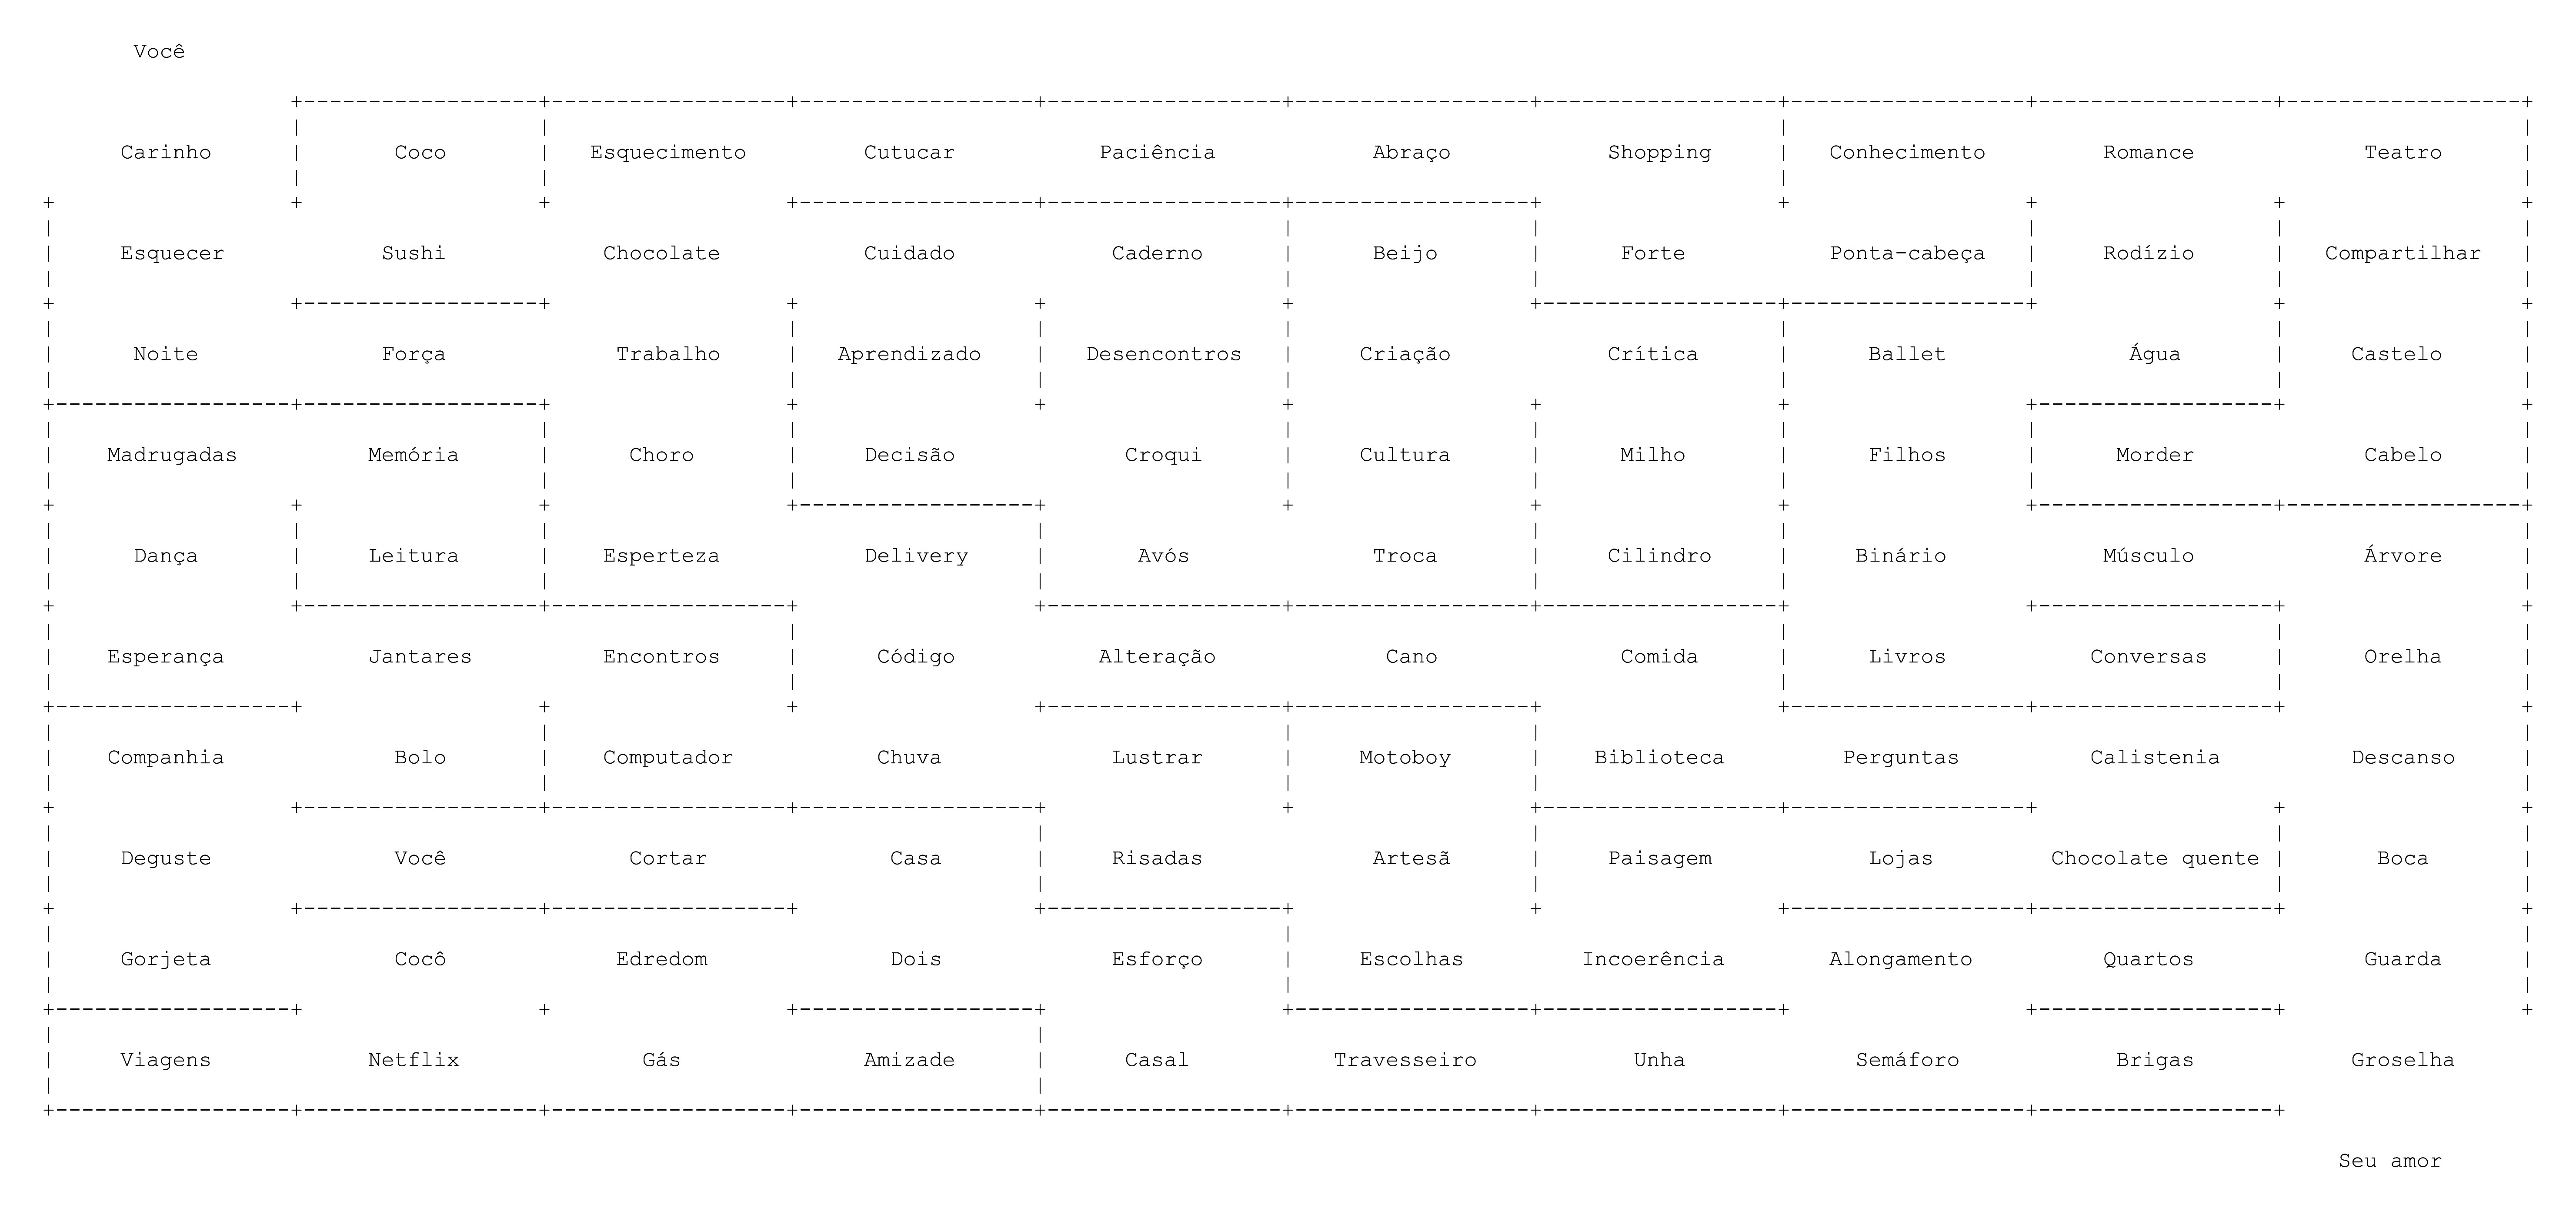 Você
Carinho Coco Esquecimento Cutucar Paciência Abraço Shopping Conhecimento Romance Teatro
Esquecer Sushi Chocolate Cuidado Caderno Beijo Forte Ponta-cabeça Rodízio Compartilhar
Noite Força Trabalho Aprendizado Desencontros Criação Crítica Ballet Água Castelo
Madrugadas Memória Choro Decisão Croqui Cultura Milho Filhos Morder Cabelo
Dança Leitura Esperteza Delivery Avós Troca Cilindro Binário Músculo Árvore
Esperança Jantares Encontros Código Alteração Cano Comida Livros Conversas Orelha
Companhia Bolo Computador Chuva Lustrar Motoboy Biblioteca Perguntas Calistenia Descanso
Deguste Você Cortar Casa Risadas Artesã Paisagem Lojas Chocolate quente Boca
Gorjeta Cocô Edredom Dois Esforço Escolhas Incoerência Alongamento Quartos Guarda
Viagens Netflix Gás Amizade Casal Travesseiro Unha Semáforo Brigas Groselha
Seu amor